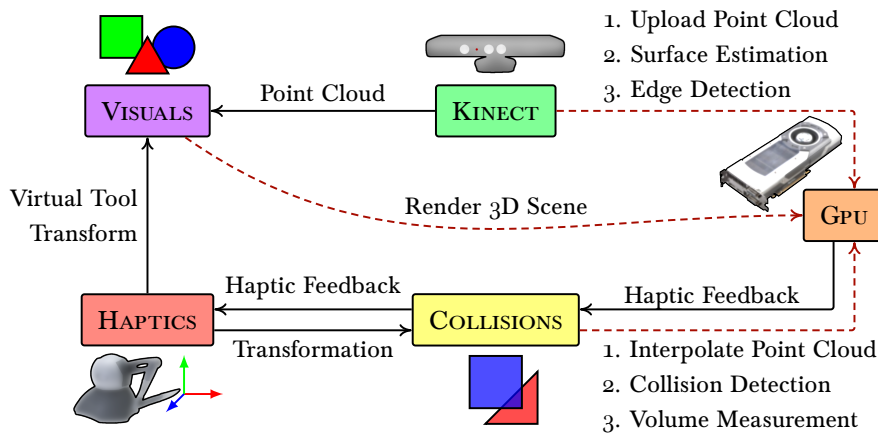 1. Upload Point Cloud
2. Surface Estimation
3. Edge Detection
Point Cloud
VISUALS
KINECT
Virtual Tool
Transform
Render 3D Scene
GPU
Haptic Feedback
Haptic Feedback
HAPTICS
COLLISIONS
Transformation
1. Interpolate Point Cloud
2. Collision Detection
3. Volume Measurement